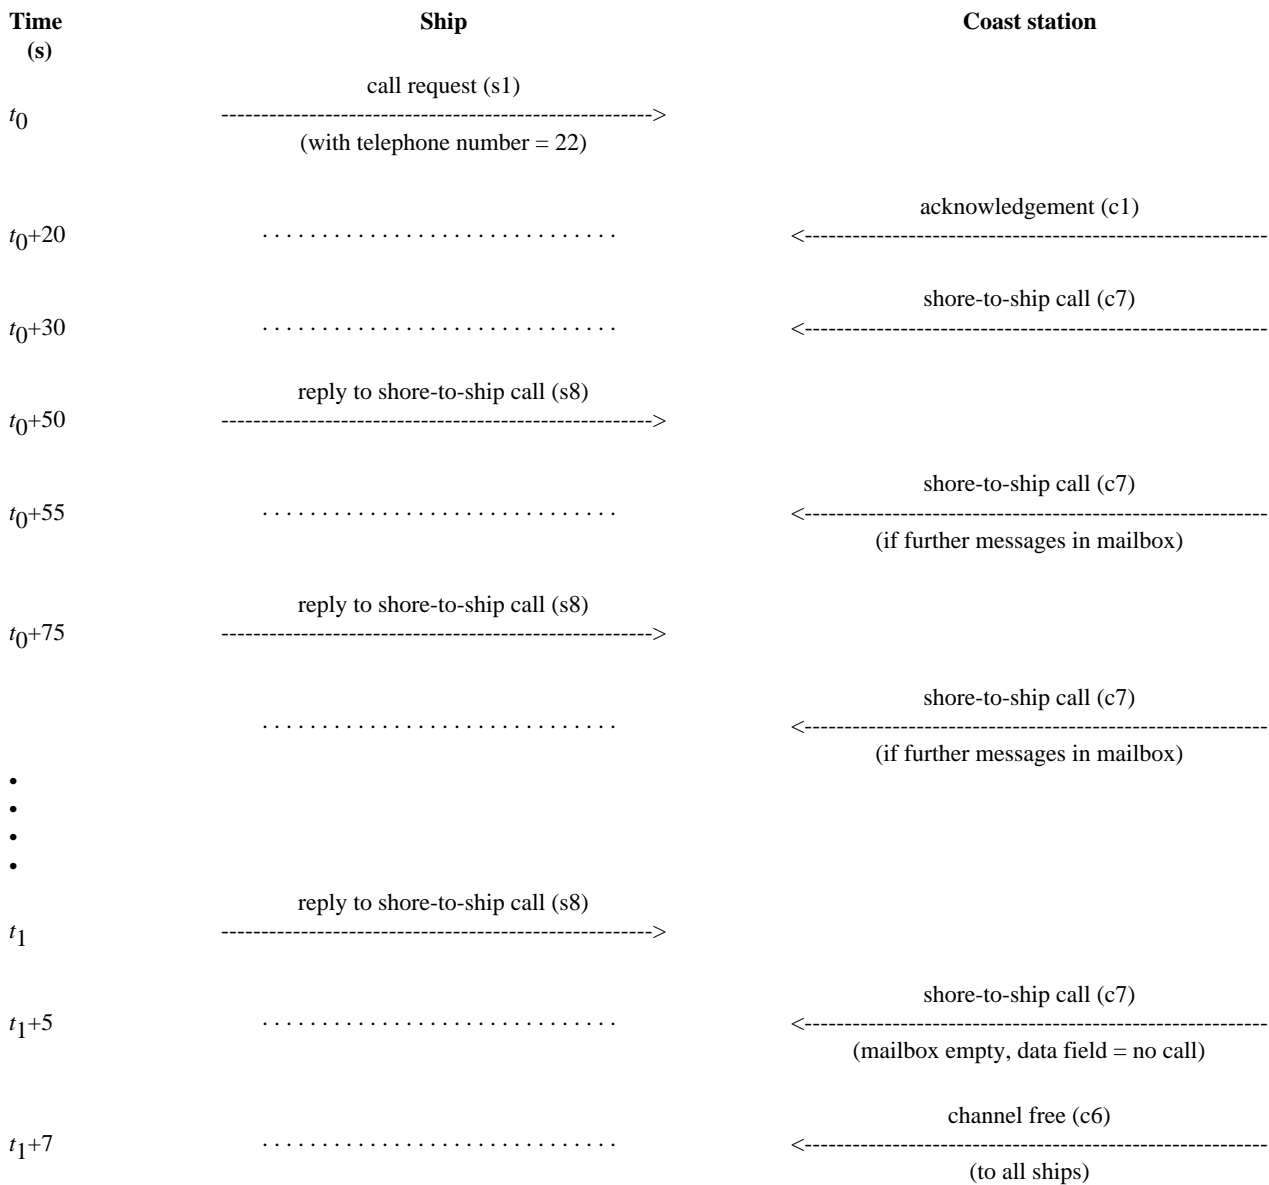 Time Ship Coast station
(s)
call request (s1)
t0 ------------------------------------------------------>
(with telephone number = 22)
acknowledgement (c1)
t0+20 . . . . . . . . . . . . . . . . . . . . . . . . . . . . . . <----------------------------------------------------------
shore-to-ship call (c7)
t0+30 . . . . . . . . . . . . . . . . . . . . . . . . . . . . . . <----------------------------------------------------------
reply to shore-to-ship call (s8)
t0+50 ------------------------------------------------------>
shore-to-ship call (c7)
t0+55 . . . . . . . . . . . . . . . . . . . . . . . . . . . . . . <----------------------------------------------------------
(if further messages in mailbox)
reply to shore-to-ship call (s8)
t0+75 ------------------------------------------------------>
shore-to-ship call (c7)
. . . . . . . . . . . . . . . . . . . . . . . . . . . . . . <----------------------------------------------------------
(if further messages in mailbox)
•
•
•
•
reply to shore-to-ship call (s8)
t1 ------------------------------------------------------>
shore-to-ship call (c7)
t1+5 . . . . . . . . . . . . . . . . . . . . . . . . . . . . . . <----------------------------------------------------------
(mailbox empty, data field = no call)
channel free (c6)
t1+7 . . . . . . . . . . . . . . . . . . . . . . . . . . . . . . <----------------------------------------------------------
(to all ships)